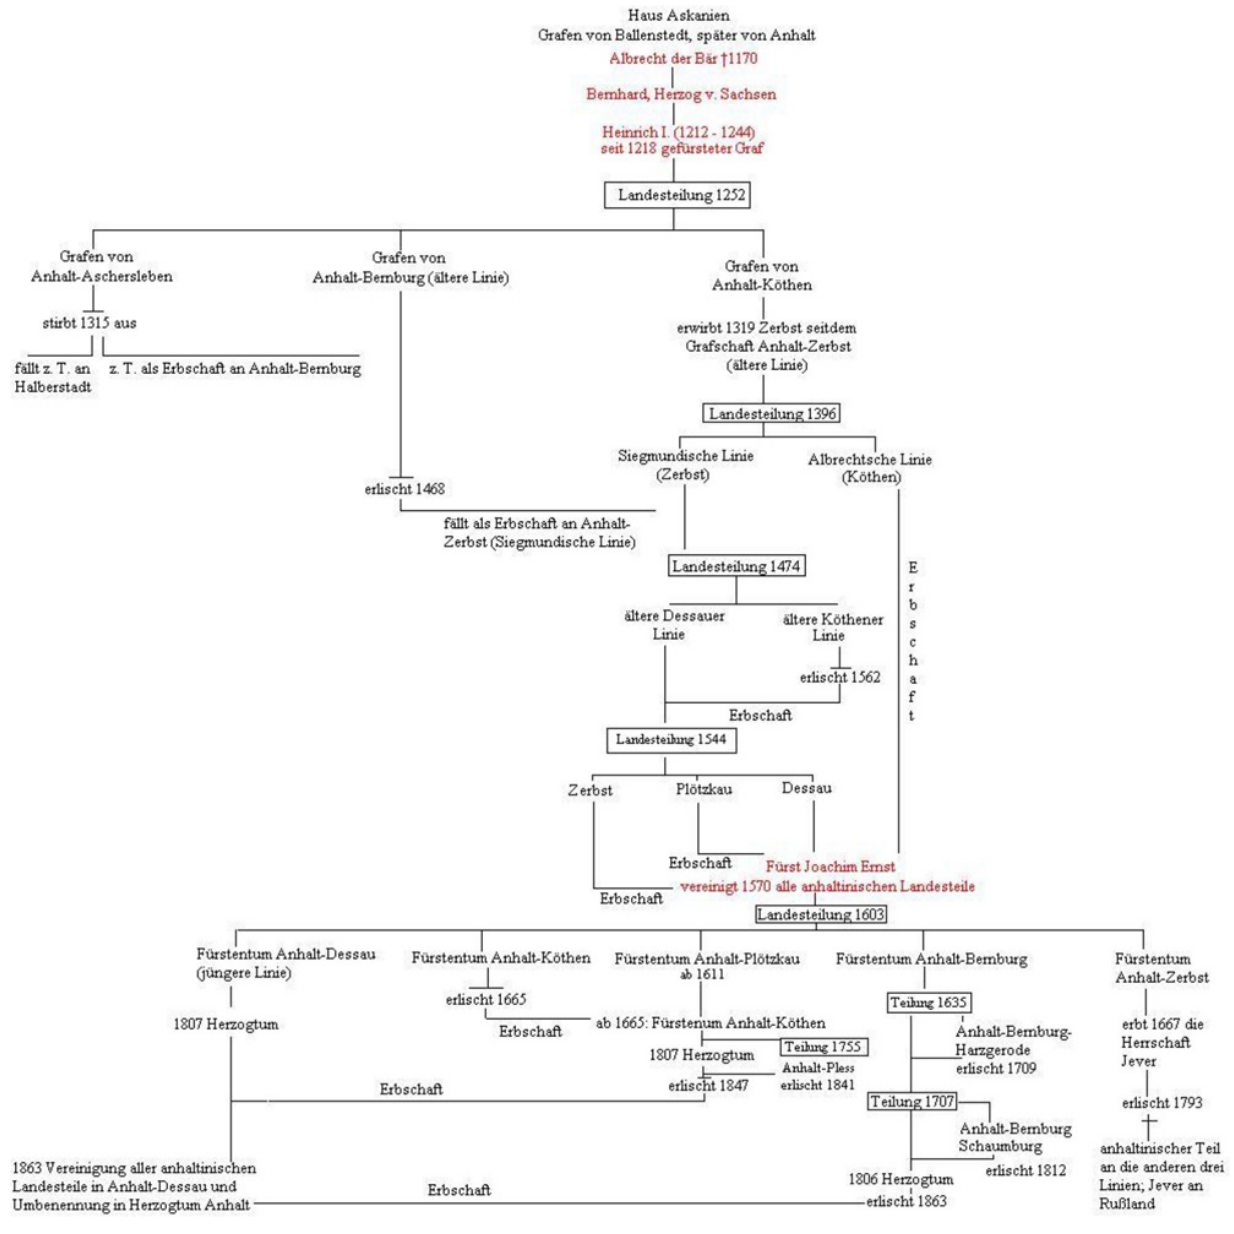 Haus Askanien
Grafen von Ballenstedt, später von Anhalt
Albrecht der Bär †1170
Bernhard, Herzog v. Sachsen
Heinrich I. (1212 - 1244)
seit 1218 gefürsteter Graf
Landesteilung 1252
Grafen von
Anhalt-Aschersleben
stirbt 1315 aus
fällt z. T. an
Halberstadt
z. T. als Erbschaft an Anhalt-Bernburg
Grafen von
Anhalt-Bernburg (ältere Linie)
erlischt 1468
fällt als Erbschaft an Anhalt-
Zerbst (Siegmundische Linie)
Grafen von
Anhalt-Köthen
erwirbt 1319 Zerbst seitdem
Grafschaft Anhalt-Zerbst
(ältere Linie)
Landesteilung 1396
Siegmundische Linie
(Zerbst)
Albrechtsche Linie
(Köthen)
Landesteilung 1474
Erbschaft
ältere Dessauer
Linie
ältere Köthener
Linie
erlischt 1562
Erbschaft
Landesteilung 1544
Zerbst
Plötzkau
Dessau
Erbschaft
Erbschaft
Fürst Joachim Ernst
vereinigt 1570 alle anhaltinischen Landesteile
Landesteilung 1603
Fürstentum Anhalt-Dessau
(jüngere Linie)
1807 Herzogtum
Fürstentum Anhalt-Köthen
erlischt 1665
Erbschaft
Fürstentum Anhalt-Plötzkau
ab 1611
ab 1665: Fürstenum Anhalt-Köthen
Teilung 1755
1807 Herzogtum
Anhalt-Pless
erlischt 1841
erlischt 1847
Erbschaft
Fürstentum Anhalt-Bernburg
Teilung 1635
Anhalt-Bernburg-
Harzgerode
erlischt 1709
Teilung 1707
Anhalt-Bernburg
Schaumburg
erlischt 1812
1806 Herzogtum
erlischt 1863
Erbschaft
Fürstentum
Anhalt-Zerbst
erbt 1667 die
Herrschaft
Jever
erlischt 1793
anhaltinischer Teil
an die anderen drei
Linien; Jever an
Rußland
1863 Vereinigung aller anhaltinischen
Landesteile in Anhalt-Dessau und
Umbenennung in Herzogtum Anhalt